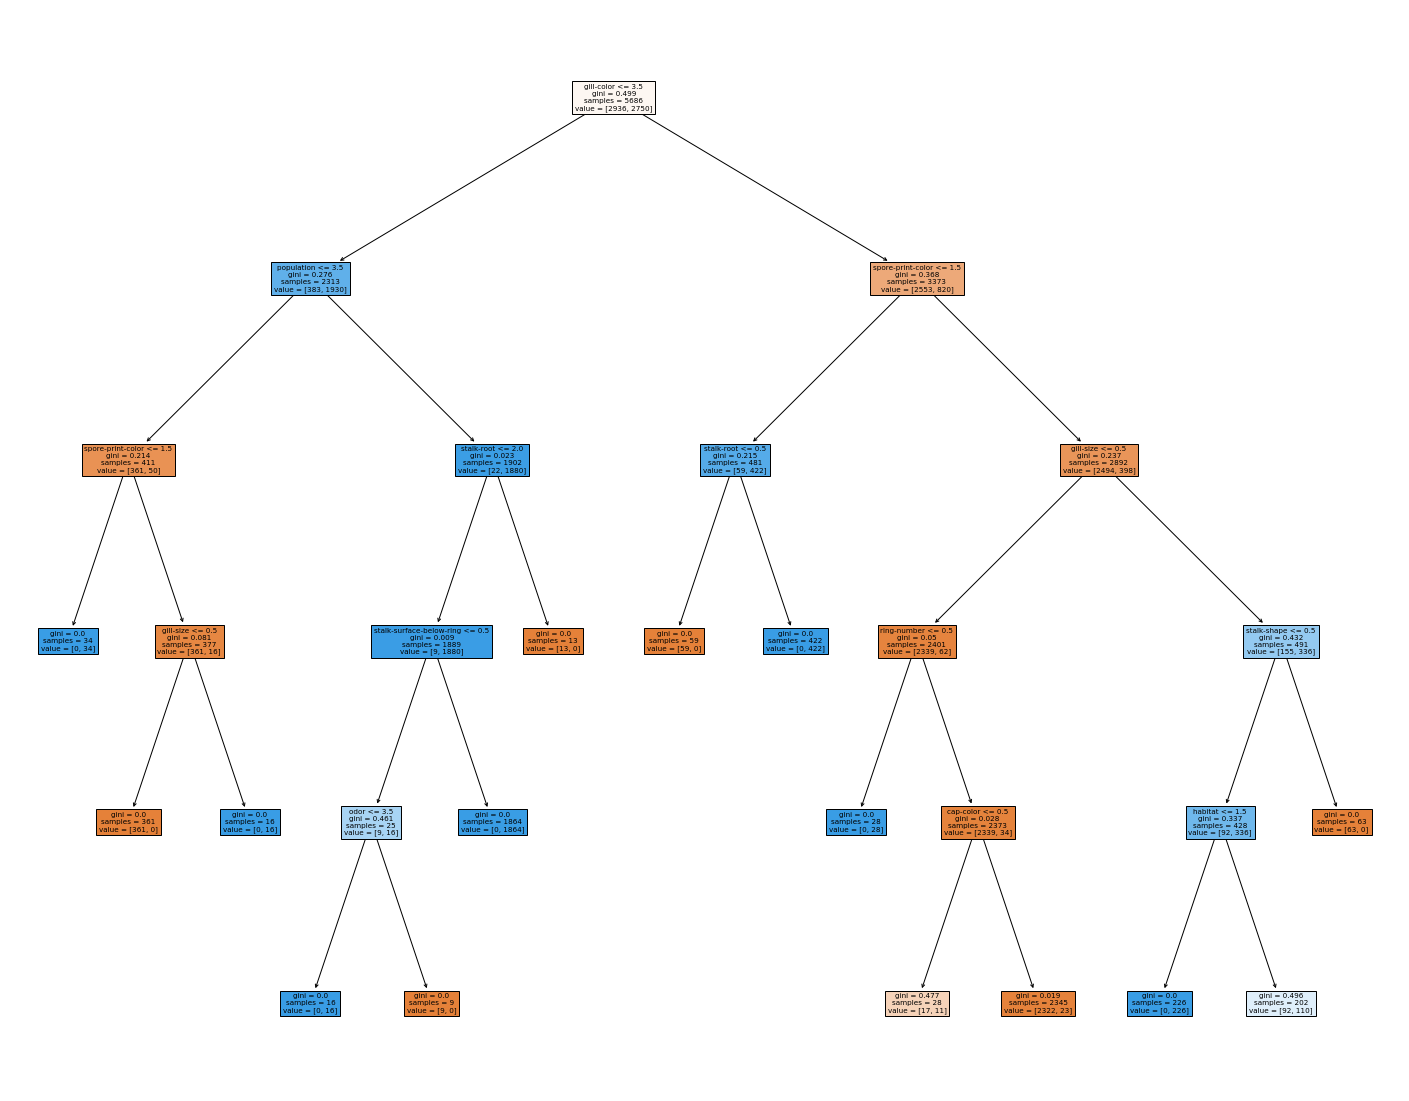 gill-color <= 3.5
gini = 0.499
samples = 5686
value = [2936, 2750]
population <= 3.5
gini = 0.276
samples = 2313
value = [383, 1930]
spore-print-color <= 1.5
gini = 0.368
samples = 3373
value = [2553, 820]
spore-print-color <= 1.5
gini = 0.214
samples = 411
value = [361, 50]
stalk-root <= 2.0
gini = 0.023
samples = 1902
value = [22, 1880]
stalk-root <= 0.5
gini = 0.215
samples = 481
value = [59, 422]
gill-size <= 0.5
gini = 0.237
samples = 2892
value = [2494, 398]
gini = 0.0
samples = 34
value = [0, 34]
gill-size <= 0.5
gini = 0.081
samples = 377
value = [361, 16]
stalk-surface-below-ring <= 0.5
gini = 0.009
samples = 1889
value = [9, 1880]
gini = 0.0
samples = 13
value = [13, 0]
gini = 0.0
samples = 59
value = [59, 0]
gini = 0.0
samples = 422
value = [0, 422]
ring-number <= 0.5
gini = 0.05
samples = 2401
value = [2339, 62]
stalk-shape <= 0.5
gini = 0.432
samples = 491
value = [155, 336]
gini = 0.0
samples = 361
value = [361, 0]
gini = 0.0
samples = 16
value = [0, 16]
odor <= 3.5
gini = 0.461
samples = 25
value = [9, 16]
gini = 0.0
samples = 1864
value = [0, 1864]
gini = 0.0
samples = 28
value = [0, 28]
cap-color <= 0.5
gini = 0.028
samples = 2373
value = [2339, 34]
habitat <= 1.5
gini = 0.337
samples = 428
value = [92, 336]
gini = 0.0
samples = 63
value = [63, 0]
gini = 0.0
samples = 16
value = [0, 16]
gini = 0.0
samples = 9
value = [9, 0]
gini = 0.477
samples = 28
value = [17, 11]
gini = 0.019
samples = 2345
value = [2322, 23]
gini = 0.0
samples = 226
value = [0, 226]
gini = 0.496
samples = 202
value = [92, 110]